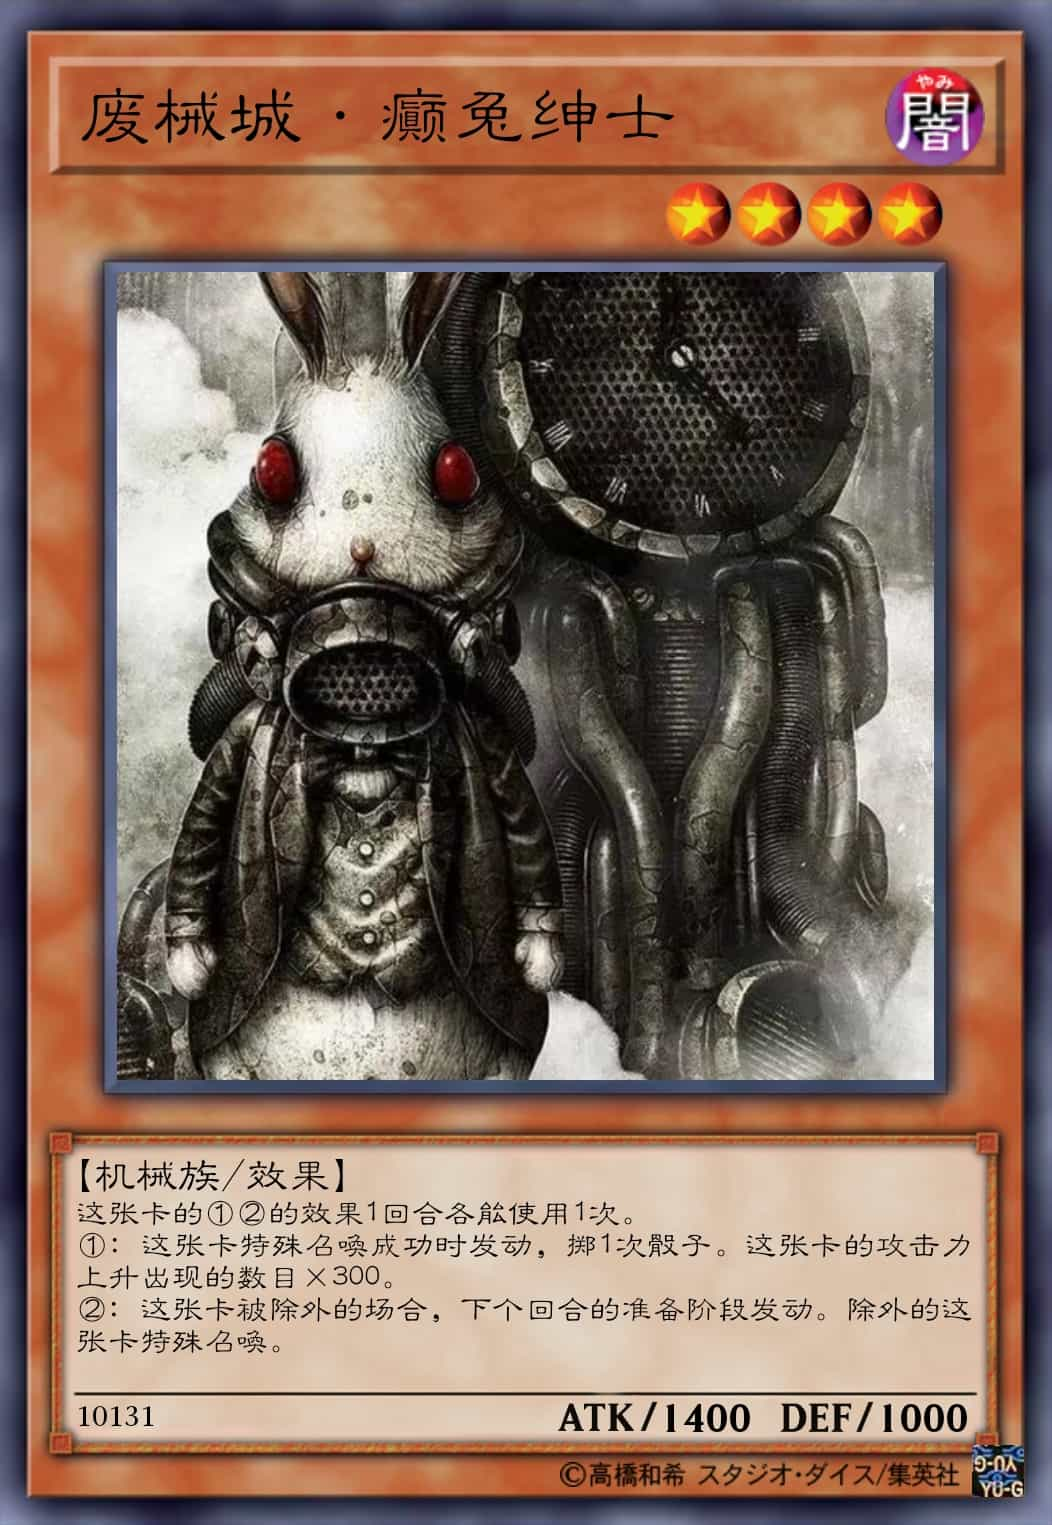 废械城·癫兔绅士
やみ
闇
【机械族/效果】
这张卡的①②的效果1回合各能使用1次。
①：这张卡特殊召唤成功时发动，掷1次骰子。这张卡的攻击力
上升出现的数目×300。
②：这张卡被除外的场合，下个回合的准备阶段发动。除外的这
张卡特殊召唤。
10131
ATK/1400 DEF/1000
©高橋和希 スタジオ·ダイス/集英社
YU-G
YU-G